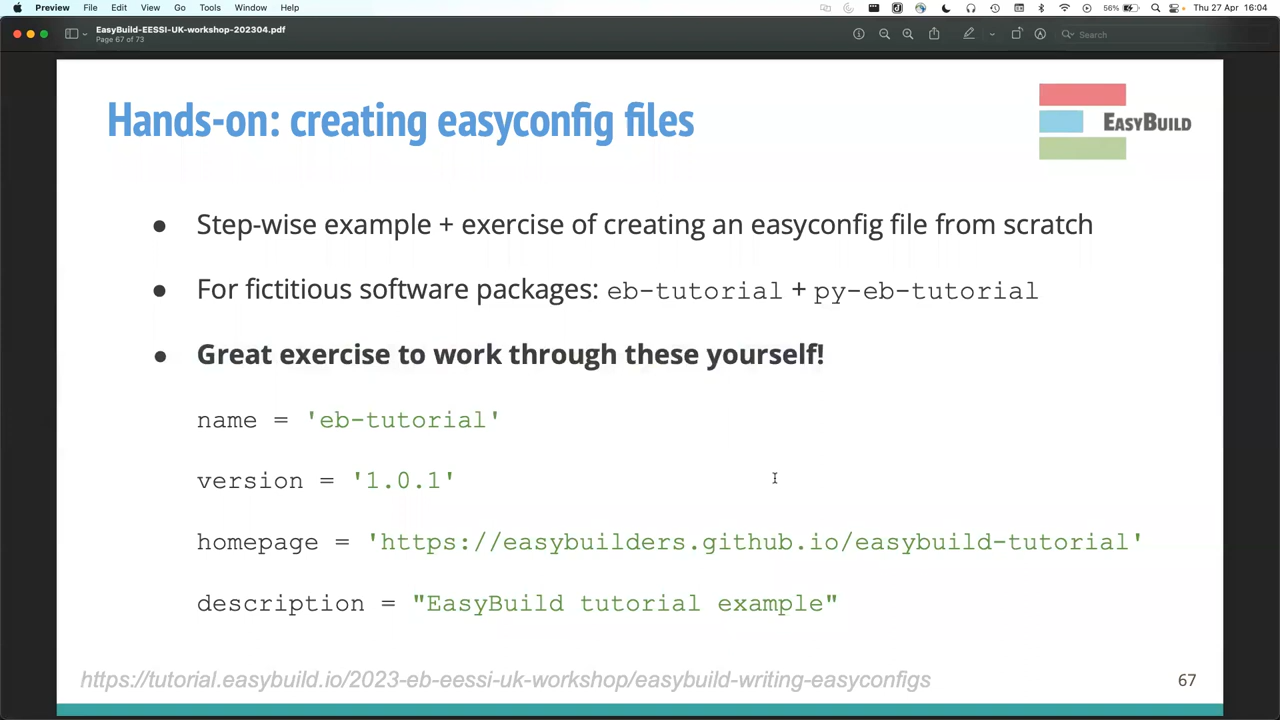 Preview File Edit View Go Tools Window Help 56% Thu 27 Apr 16:04
EasyBuild-EESSI-UK-workshop-202304.pdf
Page 67 of 73
Search
Hands-on: creating easyconfig files
EASYBUILD
● Step-wise example + exercise of creating an easyconfig file from scratch
● For fictitious software packages: eb-tutorial + py-eb-tutorial
● Great exercise to work through these yourself!
name = 'eb-tutorial'
version = '1.0.1'
homepage = 'https://easybuilders.github.io/easybuild-tutorial'
description = "EasyBuild tutorial example"
https://tutorial.easybuild.io/2023-eb-eessi-uk-workshop/easybuild-writing-easyconfigs
67